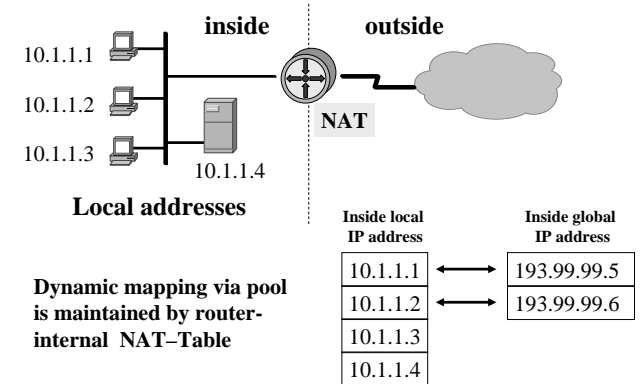 inside outside
10.1.1.1
10.1.1.2
NAT
10.1.1.3
10.1.1.4
Local addresses
Inside local
IP address
Inside global
IP address
10.1.1.1 193.99.99.5
10.1.1.2 193.99.99.6
10.1.1.3
10.1.1.4
Dynamic mapping via pool
is maintained by router-
internal NAT–Table